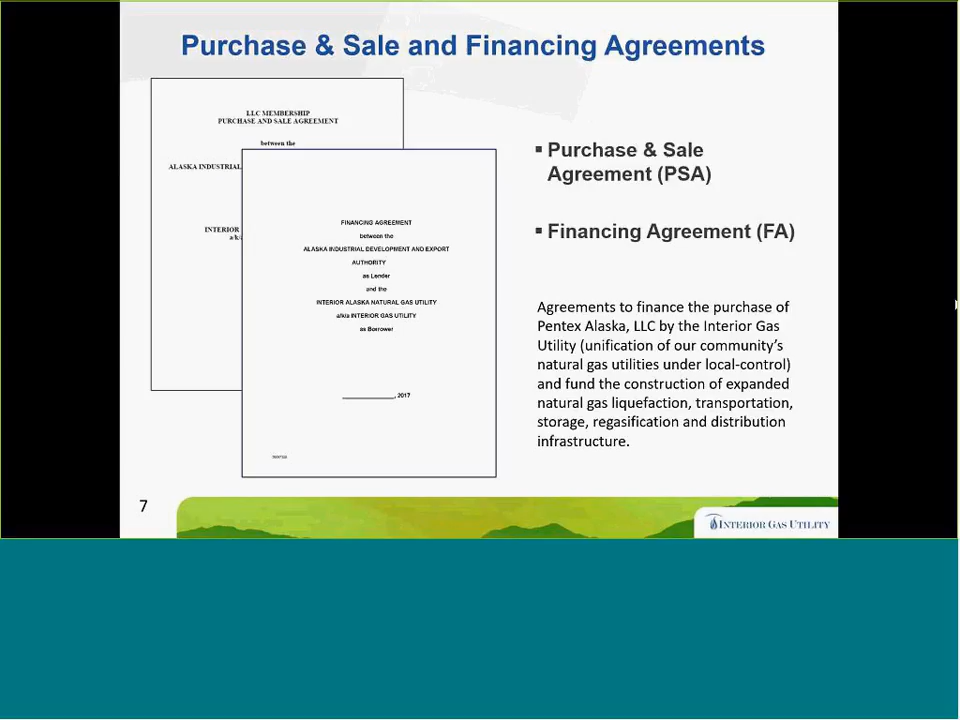 Purchase & Sale and Financing Agreements
LLC MEMBERSHIP
PURCHASE AND SALE AGREEMENT
between the
ALASKA INDUSTRIAL
INTERIOR
a/k/a
FINANCING AGREEMENT
between the
ALASKA INDUSTRIAL DEVELOPMENT AND EXPORT
AUTHORITY
as Lender
and the
INTERIOR ALASKA NATURAL GAS UTILITY
a/k/a INTERIOR GAS UTILITY
as Borrower
____________, 2017
▪ Purchase & Sale
Agreement (PSA)
▪ Financing Agreement (FA)
Agreements to finance the purchase of
Pentex Alaska, LLC by the Interior Gas
Utility (unification of our community’s
natural gas utilities under local-control)
and fund the construction of expanded
natural gas liquefaction, transportation,
storage, regasification and distribution
infrastructure.
7
INTERIOR GAS UTILITY